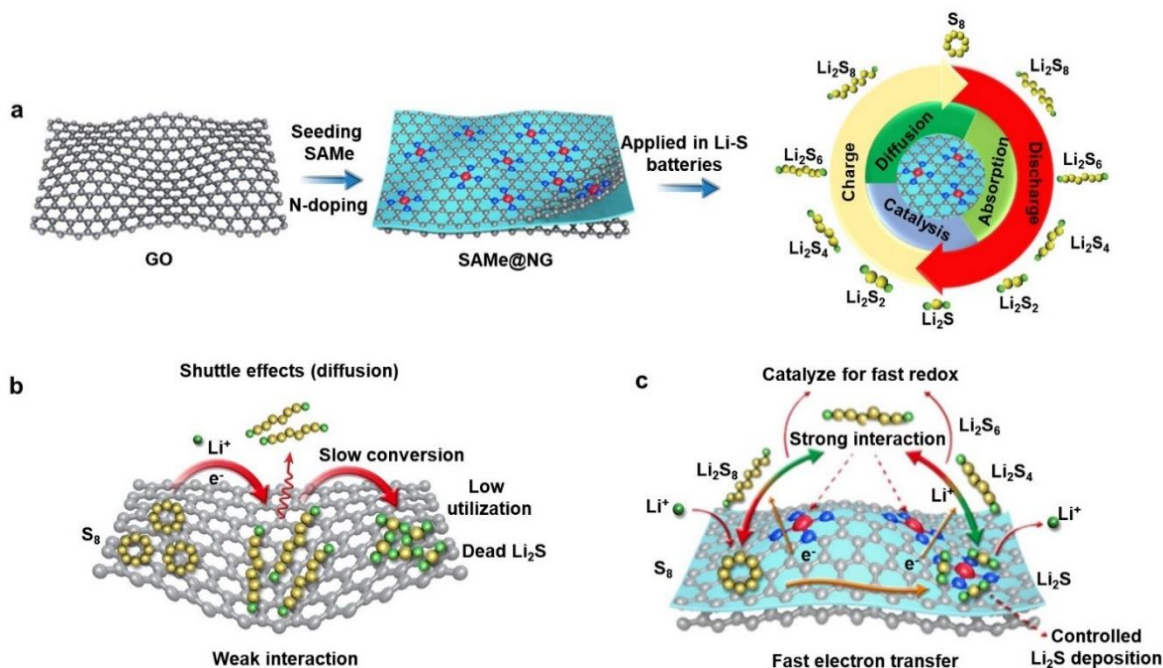 a
Seeding
SAMe
N-doping
GO
SAMe@NG
Applied in Li-S
batteries
S8
Li2S8
Li2S8
Li2S6
Li2S6
Li2S4
Li2S4
Li2S2
Li2S2
Li2S
Charge
Discharge
Diffusion
Absorption
Catalysis
b
Shuttle effects (diffusion)
Li+
e-
Slow conversion
Low
utilization
S8
Dead Li2S
Weak interaction
c
Catalyze for fast redox
Strong interaction
Li2S6
Li2S8
Li2S4
Li+
Li+
Li+
e-
e-
S8
Li2S
Controlled
Li2S deposition
Fast electron transfer